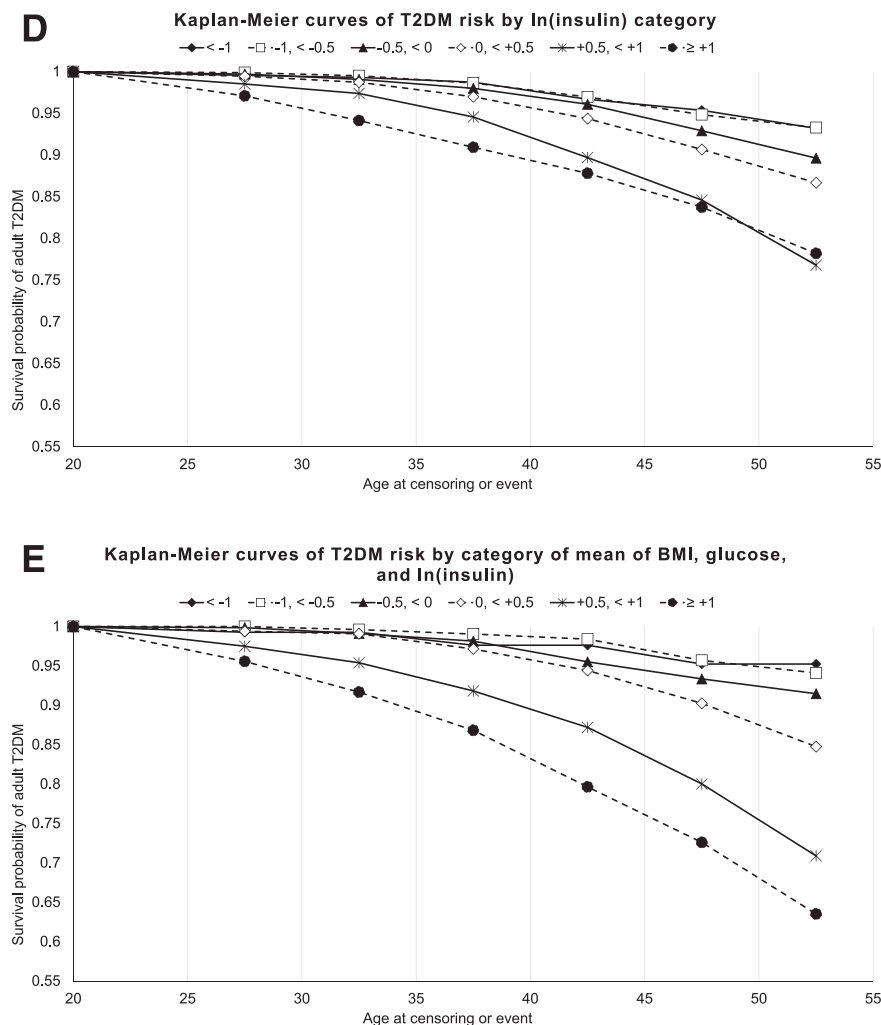 D
Kaplan-Meier curves of T2DM risk by ln(insulin) category
< -1 -1, < -0.5 -0.5, < 0 0, < +0.5 +0.5, < +1 ≥ +1
1
0.95
0.9
0.85
0.8
0.75
0.7
0.65
0.6
0.55
Survival probability of adult T2DM
20 25 30 35 40 45 50 55
Age at censoring or event
E
Kaplan-Meier curves of T2DM risk by category of mean of BMI, glucose,
and ln(insulin)
< -1 -1, < -0.5 -0.5, < 0 0, < +0.5 +0.5, < +1 ≥ +1
1
0.95
0.9
0.85
0.8
0.75
0.7
0.65
0.6
0.55
Survival probability of adult T2DM
20 25 30 35 40 45 50 55
Age at censoring or event